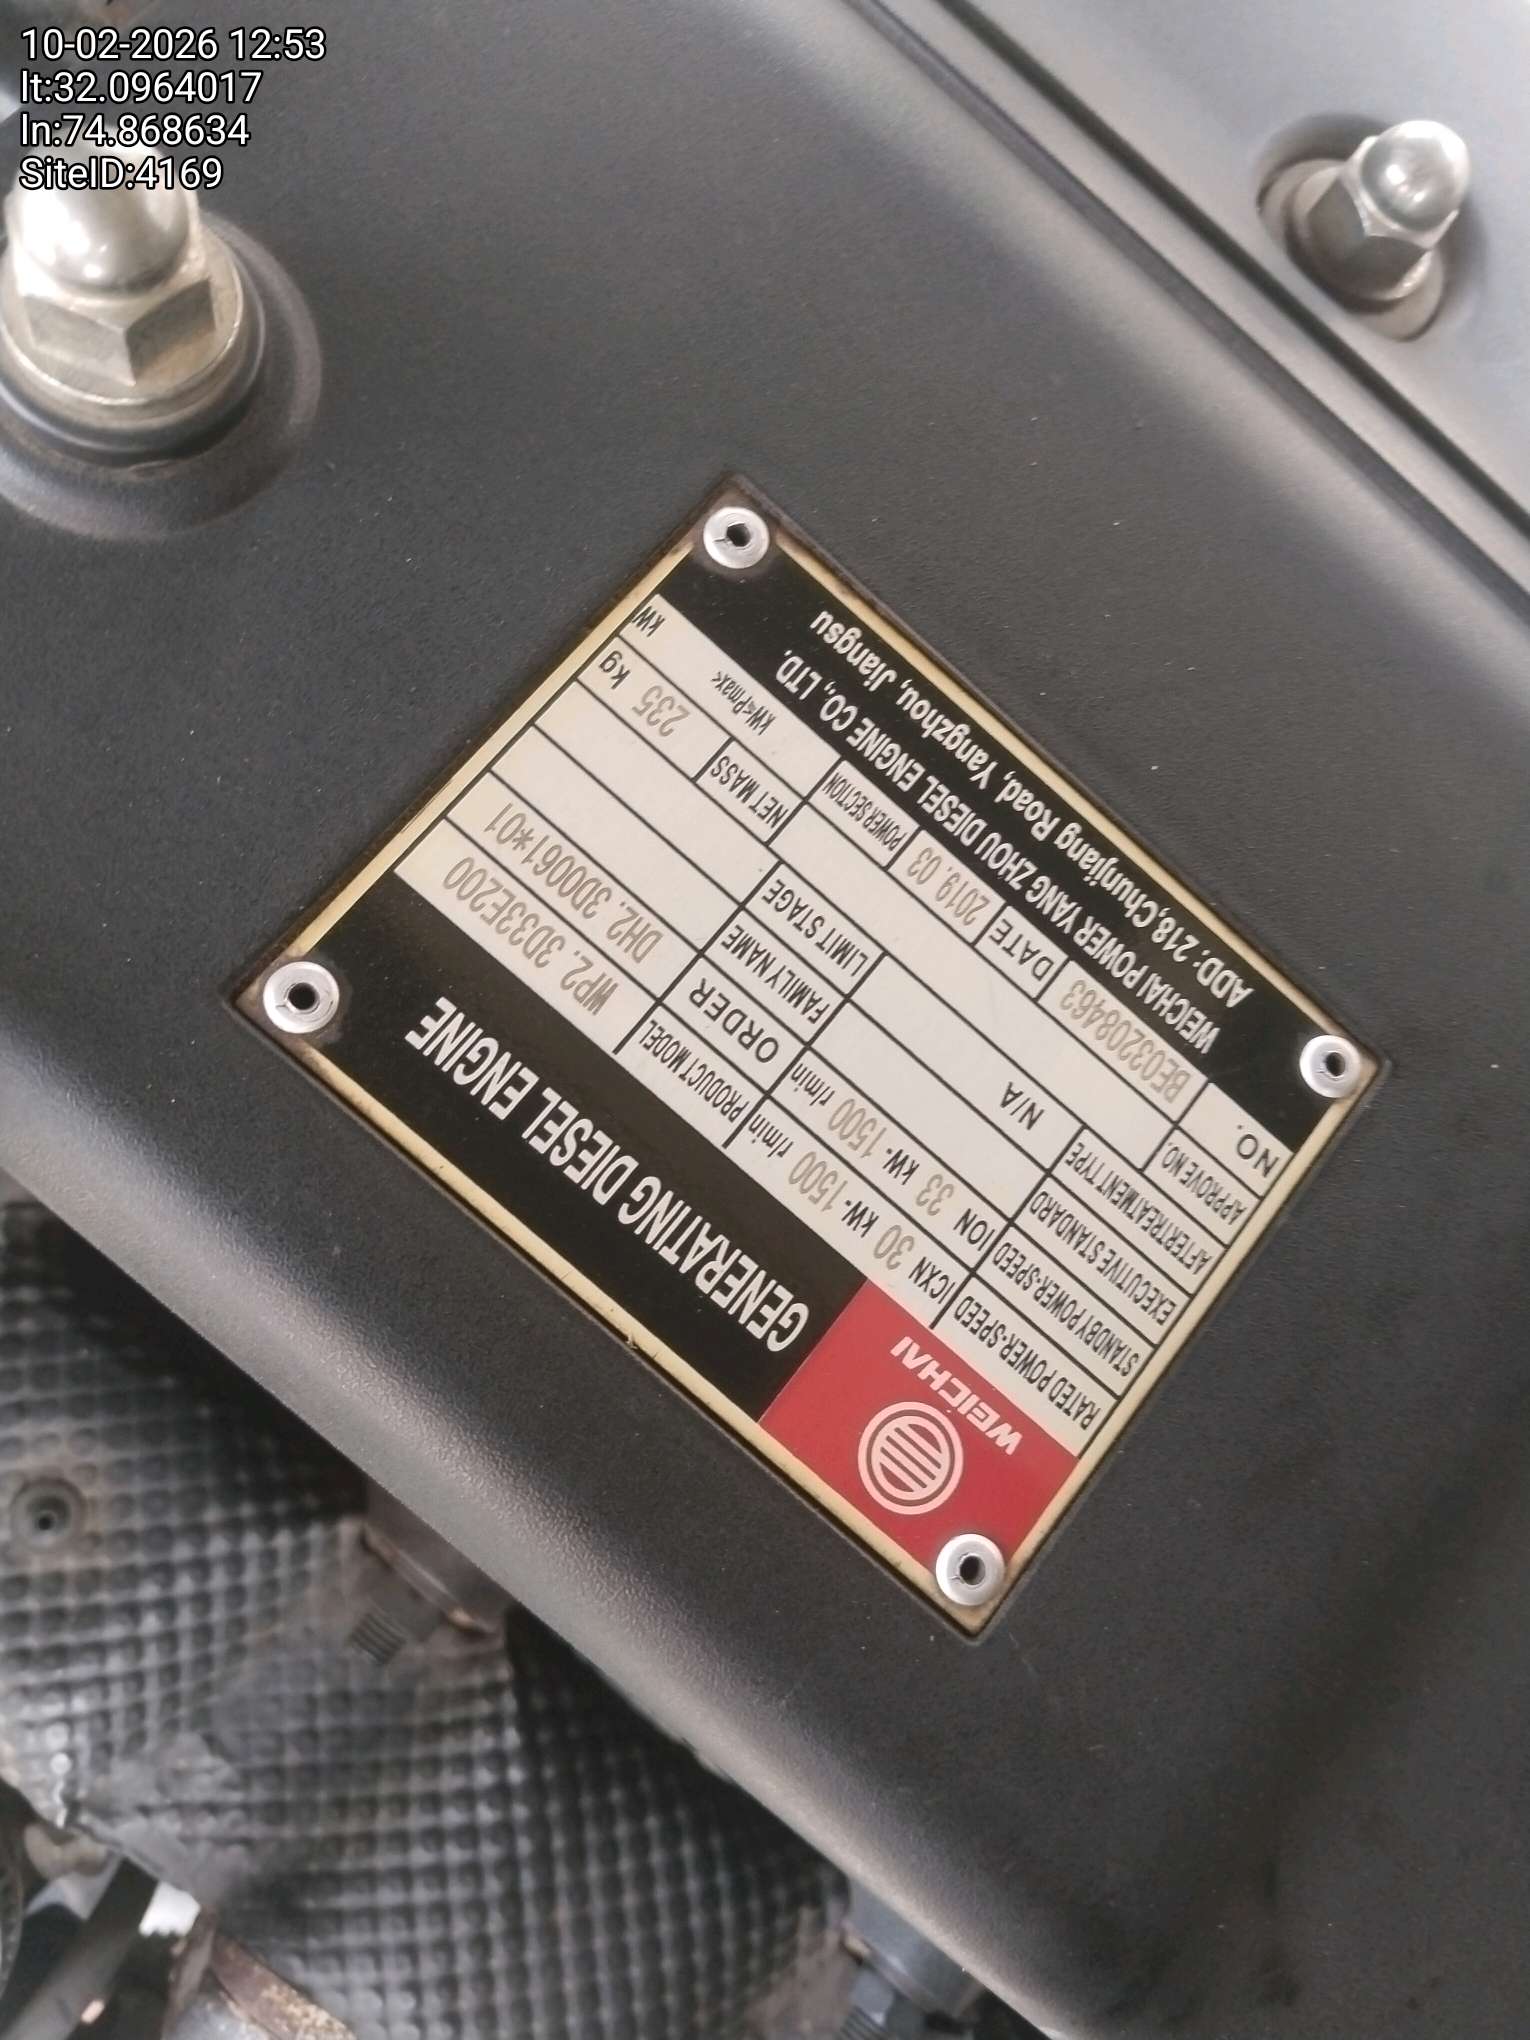 10-02-2026 12:53
lt:32.0964017
ln:74.868634
SiteID:4169
WEICHAI GENERATING DIESEL ENGINE
RATED POWER-SPEED ICXN 30 kW- 1500 r/min PRODUCT MODEL WP2. 3D33E200
STANDBY POWER-SPEED ION 33 kW- 1500 r/min ORDER DH2. 3D0061*01
EXECUTIVE STANDARD FAMILY NAME
AFTERTREATMENT TYPE N/A LIMIT STAGE
APPROVE NO. NET MASS 235 kg
NO. BE03208463 DATE 2019. 03 POWER SECTION kW≤Pmax< kW
WEICHAI POWER YANG ZHOU DIESEL ENGINE CO., LTD.
ADD: 218,Chunjiang Road, Yangzhou, Jiangsu